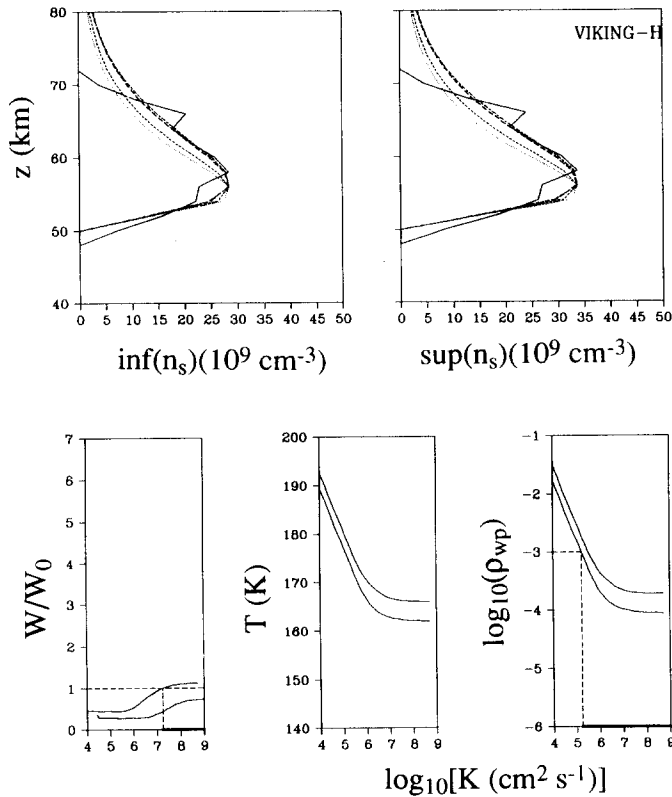 80
70
60
50
40
z (km)
0 5 10 15 20 25 30 35 40 45 50
inf(n_s)(10⁹ cm⁻³)
VIKING-H
0 5 10 15 20 25 30 35 40 45 50
sup(n_s)(10⁹ cm⁻³)
7
6
5
4
3
2
1
0
W/W₀
4 5 6 7 8 9
200
190
180
170
160
150
140
T (K)
4 5 6 7 8 9
-1
-2
-3
-4
-5
-6
log₁₀(ρ_wp)
4 5 6 7 8 9
log₁₀[K (cm² s⁻¹)]